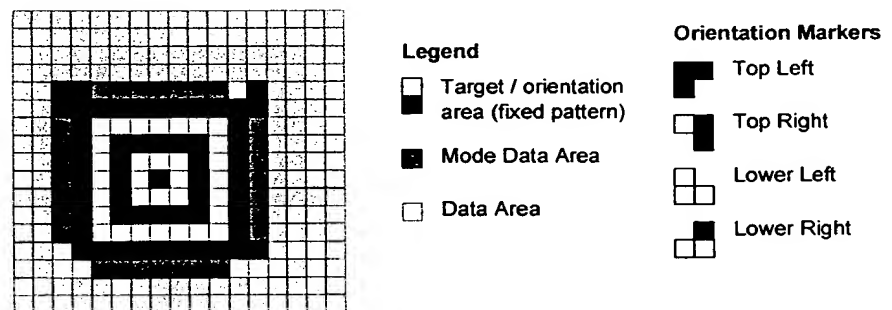 Legend
Target / orientation
area (fixed pattern)
Mode Data Area
Data Area
Orientation Markers
Top Left
Top Right
Lower Left
Lower Right